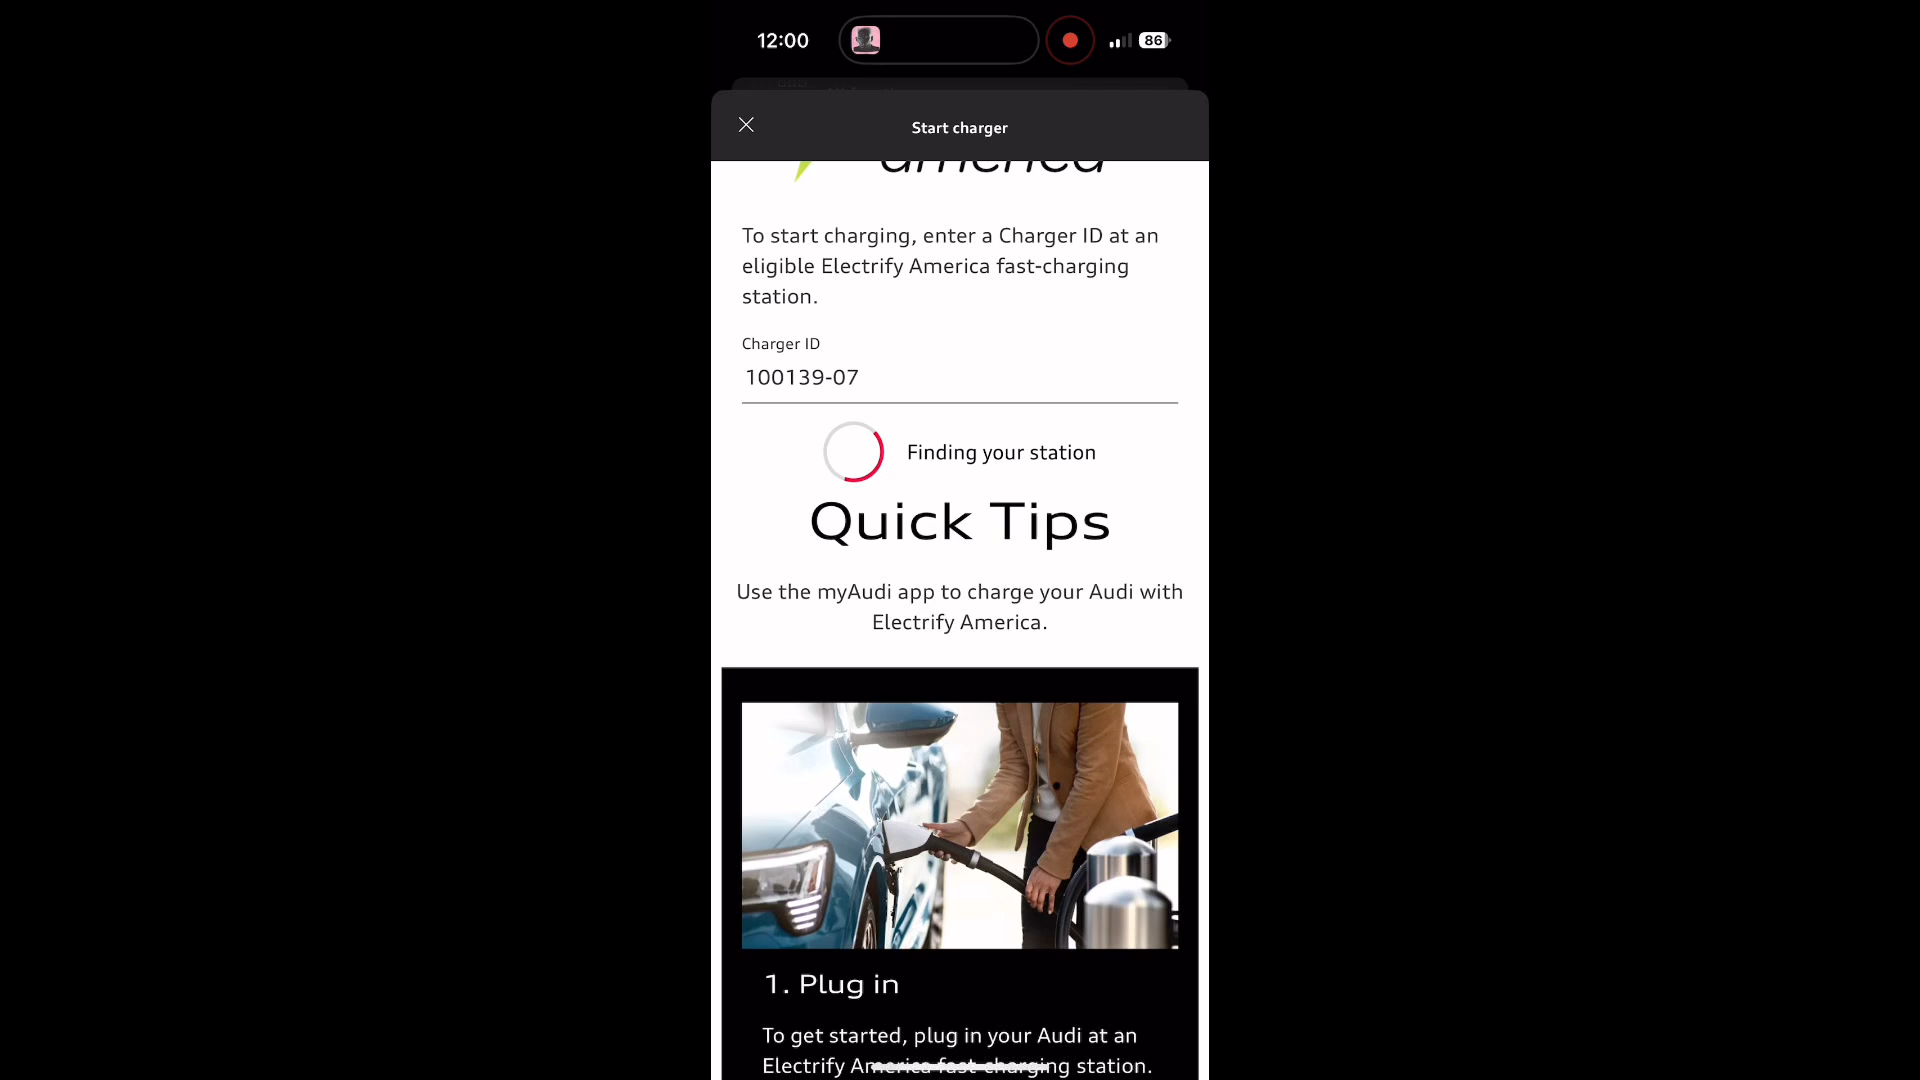 12:00
86
Start charger
america
To start charging, enter a Charger ID at an
eligible Electrify America fast-charging
station.
Charger ID
100139-07
Finding your station
Quick Tips
Use the myAudi app to charge your Audi with
Electrify America.
1. Plug in
To get started, plug in your Audi at an
Electrify America fast-charging station.